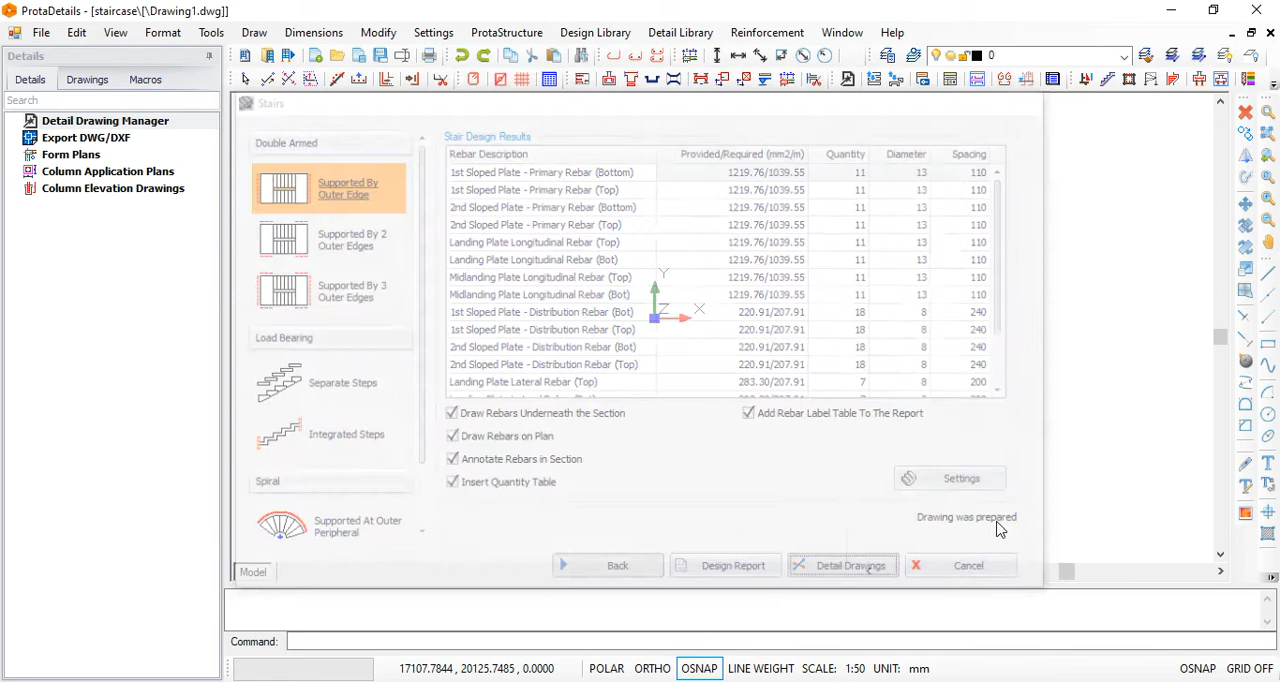 ProtaDetails - [staircase\[\Drawing1.dwg]]
File Edit View Format Tools Draw Dimensions Modify Settings ProtaStructure Design Library Detail Library Reinforcement Window Help
Details
0
Details Drawings Macros
Search
Detail Drawing Manager
Export DWG/DXF
Form Plans
Column Application Plans
Column Elevation Drawings
Stairs
Double Armed
Supported By
Outer Edge
Supported By 2
Outer Edges
Supported By 3
Outer Edges
Load Bearing
Separate Steps
Integrated Steps
Spiral
Supported At Outer
Peripheral
Stair Design Results
Rebar Description Provided/Required (mm2/m) Quantity Diameter Spacing
1st Sloped Plate - Primary Rebar (Bottom) 1219.76/1039.55 11 13 110
1st Sloped Plate - Primary Rebar (Top) 1219.76/1039.55 11 13 110
2nd Sloped Plate - Primary Rebar (Bottom) 1219.76/1039.55 11 13 110
2nd Sloped Plate - Primary Rebar (Top) 1219.76/1039.55 11 13 110
Landing Plate Longitudinal Rebar (Top) 1219.76/1039.55 11 13 110
Landing Plate Longitudinal Rebar (Bot) 1219.76/1039.55 11 13 110
Midlanding Plate Longitudinal Rebar (Top) 1219.76/1039.55 11 13 110
Midlanding Plate Longitudinal Rebar (Bot) 1219.76/1039.55 11 13 110
1st Sloped Plate - Distribution Rebar (Bot) 220.91/207.91 18 8 240
1st Sloped Plate - Distribution Rebar (Top) 220.91/207.91 18 8 240
2nd Sloped Plate - Distribution Rebar (Bot) 220.91/207.91 18 8 240
2nd Sloped Plate - Distribution Rebar (Top) 220.91/207.91 18 8 240
Landing Plate Lateral Rebar (Top) 283.30/207.91 7 8 200
Y
Z X
Draw Rebars Underneath the Section
Add Rebar Label Table To The Report
Draw Rebars on Plan
Annotate Rebars in Section
Insert Quantity Table
Settings
Drawing was prepared
Back Design Report Detail Drawings Cancel
Model
Command:
17107.7844 , 20125.7485, 0.0000 POLAR ORTHO OSNAP LINE WEIGHT SCALE: 1:50 UNIT: mm OSNAP GRID OFF